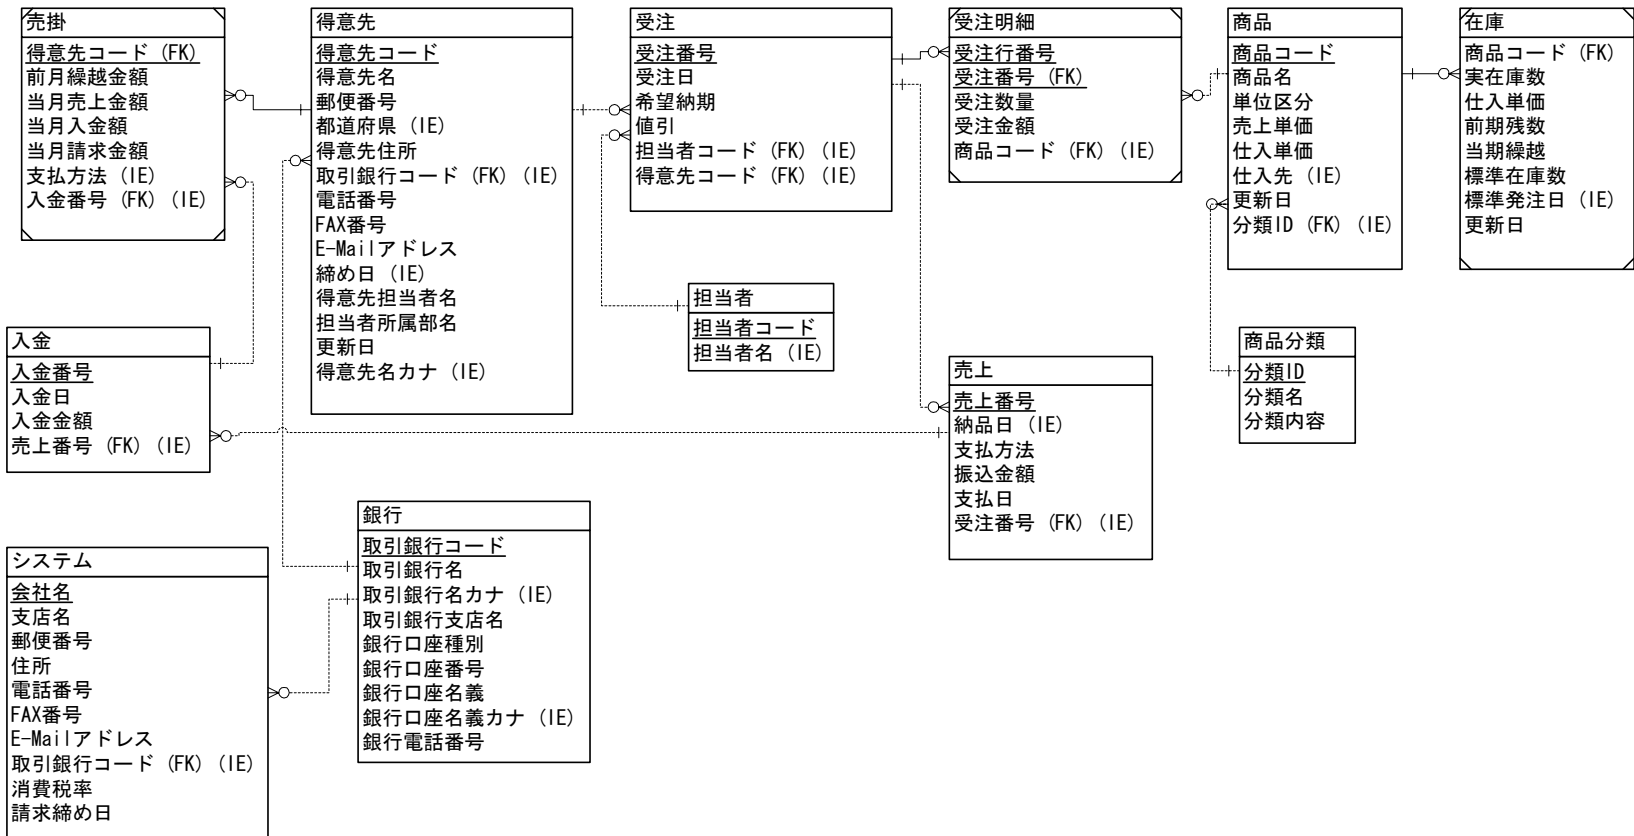 売掛
得意先コード (FK)
前月繰越金額
当月売上金額
当月入金額
当月請求金額
支払方法 (IE)
入金番号 (FK) (IE)
得意先
得意先コード
得意先名
郵便番号
都道府県 (IE)
得意先住所
取引銀行コード (FK) (IE)
電話番号
FAX番号
E-Mailアドレス
締め日 (IE)
得意先担当者名
担当者所属部名
更新日
得意先名カナ (IE)
受注
受注番号
受注日
希望納期
値引
担当者コード (FK) (IE)
得意先コード (FK) (IE)
受注明細
受注行番号
受注番号 (FK)
受注数量
受注金額
商品コード (FK) (IE)
商品
商品コード
商品名
単位区分
売上単価
仕入単価
仕入先 (IE)
更新日
分類ID (FK) (IE)
在庫
商品コード (FK)
実在庫数
仕入単価
前期残数
当期繰越
標準在庫数
標準発注日 (IE)
更新日
担当者
担当者コード
担当者名 (IE)
入金
入金番号
入金日
入金金額
売上番号 (FK) (IE)
商品分類
分類ID
分類名
分類内容
売上
売上番号
納品日 (IE)
支払方法
振込金額
支払日
受注番号 (FK) (IE)
銀行
取引銀行コード
取引銀行名
取引銀行名カナ (IE)
取引銀行支店名
銀行口座種別
銀行口座番号
銀行口座名義
銀行口座名義カナ (IE)
銀行電話番号
システム
会社名
支店名
郵便番号
住所
電話番号
FAX番号
E-Mailアドレス
取引銀行コード (FK) (IE)
消費税率
請求締め日